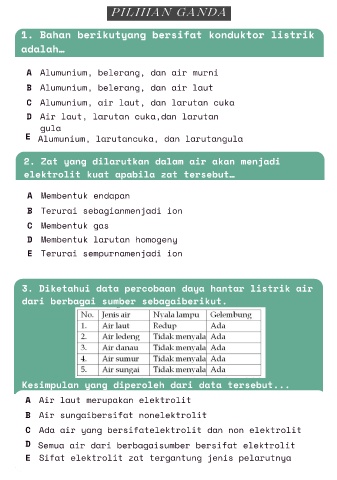 PILIHAN GANDA
1. Bahan berikutyang bersifat konduktor listrik
adalah…
A Alumunium, belerang, dan air murni
B Alumunium, belerang, dan air laut
C Alumunium, air laut, dan larutan cuka
D Air laut, larutan cuka,dan larutan
gula
E Alumunium, larutancuka, dan larutangula
2. Zat yang dilarutkan dalam air akan menjadi
elektrolit kuat apabila zat tersebut…
A Membentuk endapan
B Terurai sebagianmenjadi ion
C Membentuk gas
D Membentuk larutan homogeny
E Terurai sempurnamenjadi ion
3. Diketahui data percobaan daya hantar listrik air
dari berbagai sumber sebagaiberikut.
No. Jenis air Nyala lampu Gelembung
1. Air laut Redup Ada
2. Air ledeng Tidak menyala Ada
3. Air danau Tidak menyala Ada
4. Air sumur Tidak menyala Ada
5. Air sungai Tidak menyala Ada
Kesimpulan yang diperoleh dari data tersebut...
A Air laut merupakan elektrolit
B Air sungaibersifat nonelektrolit
C Ada air yang bersifatelektrolit dan non elektrolit
D Semua air dari berbagaisumber bersifat elektrolit
E Sifat elektrolit zat tergantung jenis pelarutnya